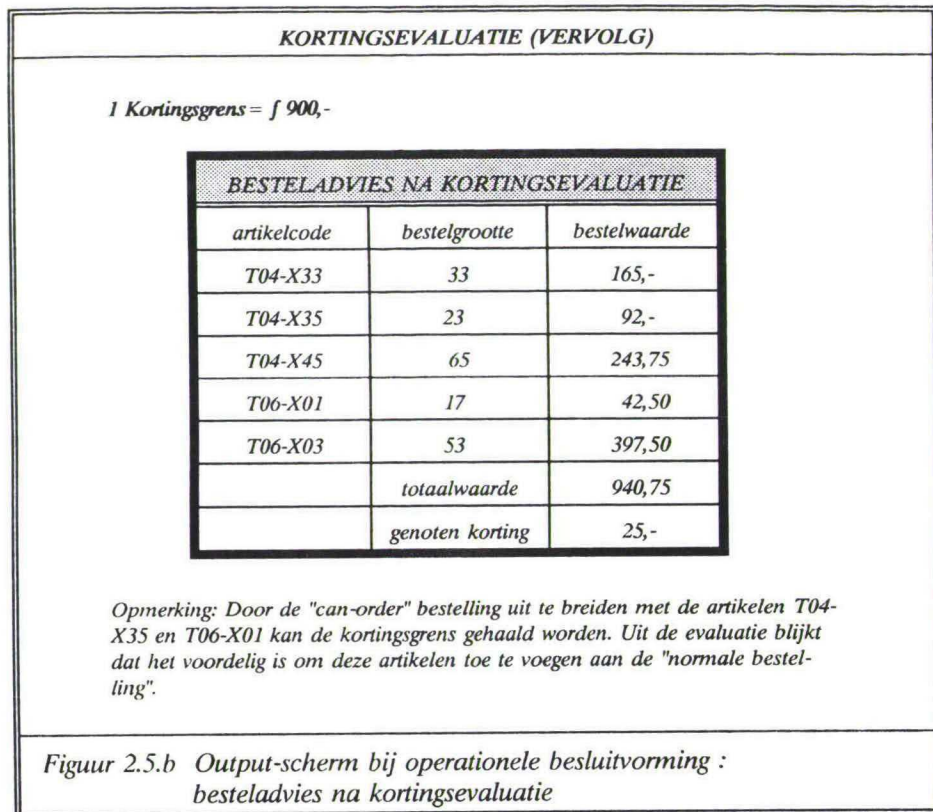 KORTINGSEVALUATIE (VERVOLG)
1 Kortingsgrens = ƒ 900,-
BESTELADVIES NA KORTINGSEVALUATIE
artikelcode bestelgrootte bestelwaarde
T04-X33 33 165,-
T04-X35 23 92,-
T04-X45 65 243,75
T06-X01 17 42,50
T06-X03 53 397,50
totaalwaarde 940,75
genoten korting 25,-
Opmerking: Door de "can-order" bestelling uit te breiden met de artikelen T04-
X35 en T06-X01 kan de kortingsgrens gehaald worden. Uit de evaluatie blijkt
dat het voordelig is om deze artikelen toe te voegen aan de "normale bestel-
ling".
Figuur 2.5.b Output-scherm bij operationele besluitvorming :
besteladvies na kortingsevaluatie